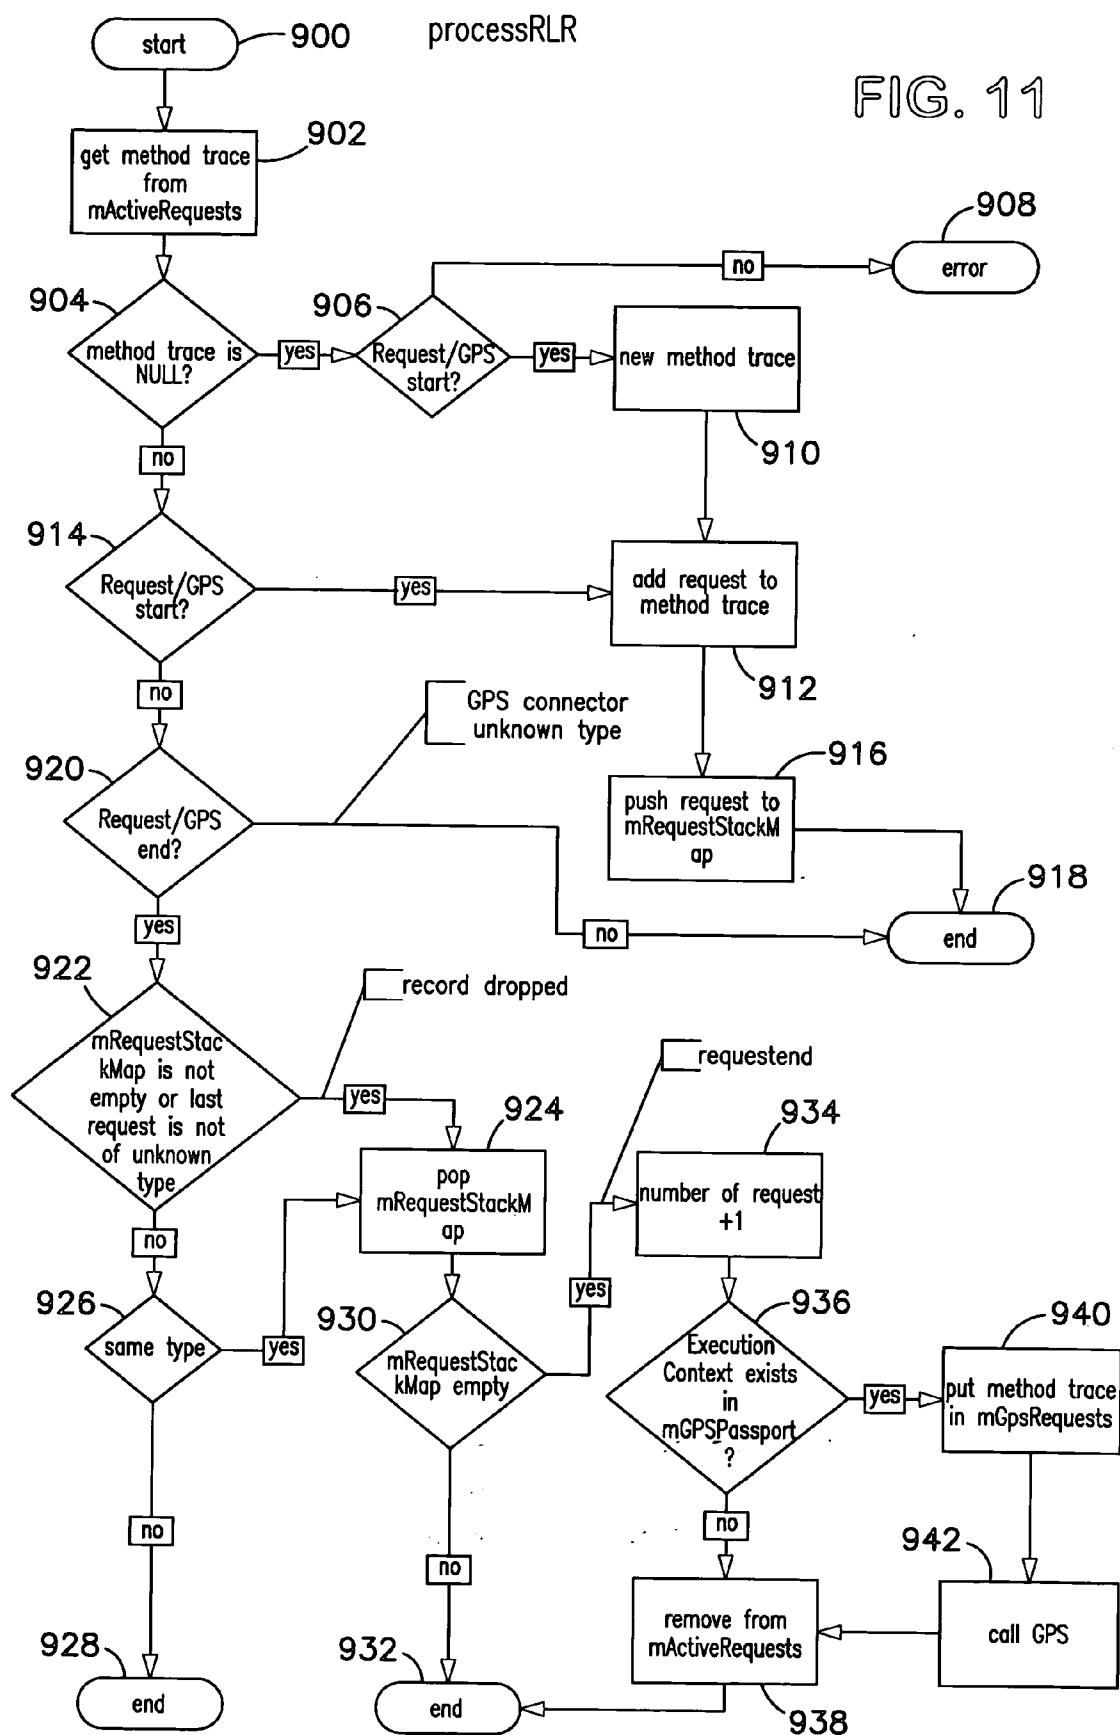 processRLR
FIG. 11
start
900
get method trace
from
mActiveRequests
902
904
method trace is
NULL?
yes
906
Request/GPS
start?
no
error
908
yes
new method trace
910
no
914
Request/GPS
start?
yes
add request to
method trace
912
no
GPS connector
unknown type
916
push request to
mRequestStackM
ap
920
Request/GPS
end?
no
end
918
yes
922
mRequestStac
kMap is not
empty or last
request is not
of unknown
type
record dropped
yes
924
pop
mRequestStackM
ap
requestend
934
number of request
+1
no
926
same type
yes
930
mRequestStac
kMap empty
yes
936
Execution
Context exists
in
mGPSPassport
?
yes
940
put method trace
in mGpsRequests
no
no
no
942
call GPS
remove from
mActiveRequests
938
928
end
932
end